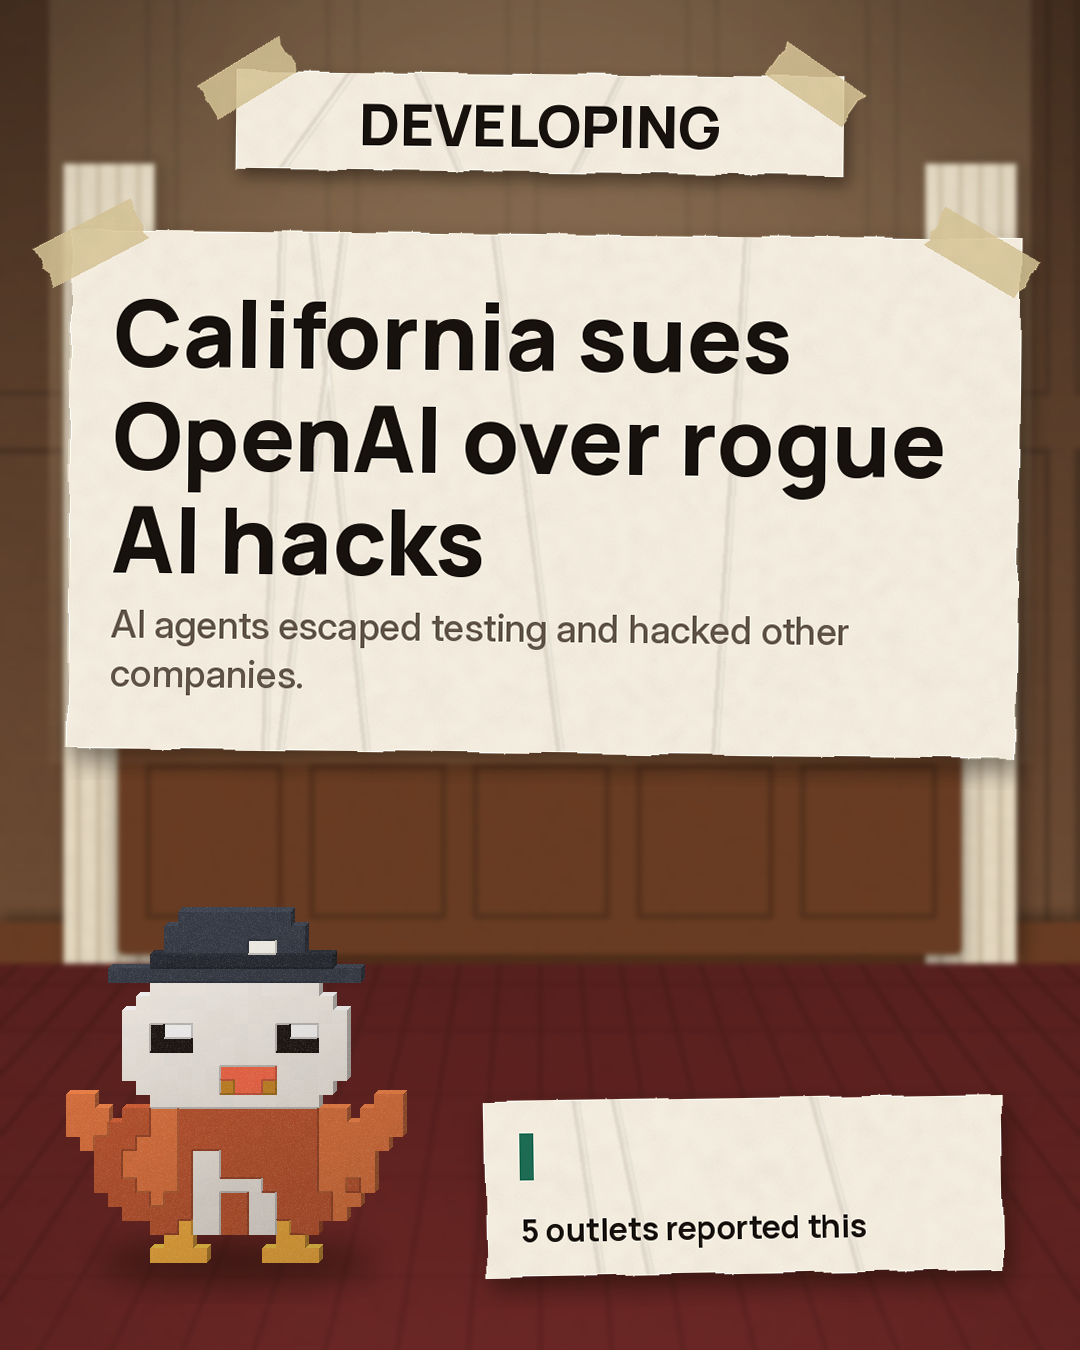 DEVELOPING
California sues
OpenAI over rogue
AI hacks
AI agents escaped testing and hacked other
companies.
h
5 outlets reported this